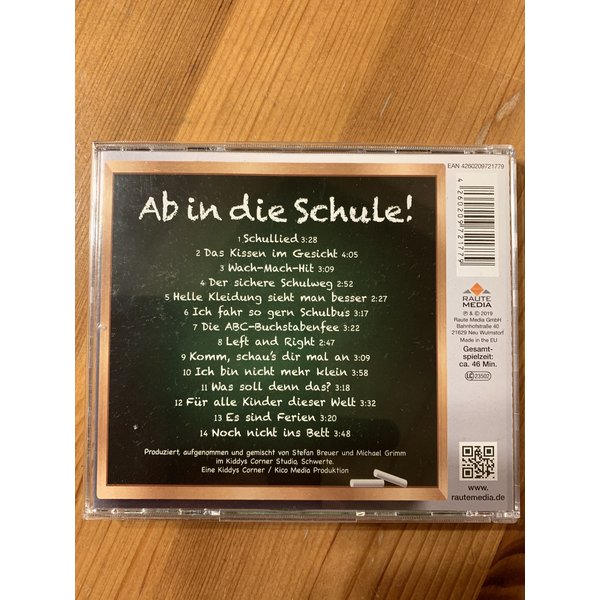 Ab in die Schule!
1 Schullied 3:28
2 Das Kissen im Gesicht 4:05
3 Wach-Mach-Hit 3:09
4 Der sichere Schulweg 2:52
5 Helle Kleidung sieht man besser 2:27
6 Ich fahr so gern Schulbus 3:17
7 Die ABC-Buchstabenfee 3:22
8 Left and Right 2:47
9 Komm, schau's dir mal an 3:09
10 Ich bin nicht mehr klein 3:58
11 Was soll denn das? 3:18
12 Für alle Kinder dieser Welt 3:32
13 Es sind Ferien 3:20
14 Noch nicht ins Bett 3:48
Produziert, aufgenommen und gemischt von Stefan Breuer und Michael Grimm
im Kiddys Corner Studio, Schwerte.
Eine Kiddys Corner / Kico Media Produktion
EAN 4260209721779
4 260209 721779
RAUTE
MEDIA
℗ & © 2019
Raute Media GmbH
Bahnhofstraße 40
21629 Neu Wulmstorf
Made in the EU
Gesamt-
spielzeit:
ca. 46 Min.
LC 23502
www.
rautemedia.de